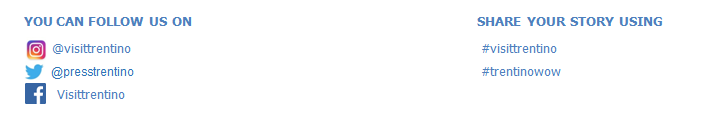 YOU CAN FOLLOW US ON
@visittrentino
@presstrentino
Visittrentino
SHARE YOUR STORY USING
#visittrentino
#trentinowow